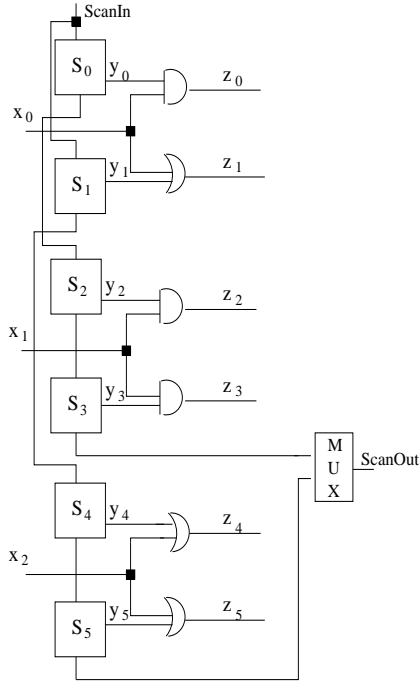 ScanIn
S0 y0 z0
x0
S1 y1 z1
S2 y2 z2
x1
S3 y3 z3
M
U
X
ScanOut
S4 y4 z4
x2
S5 y5 z5